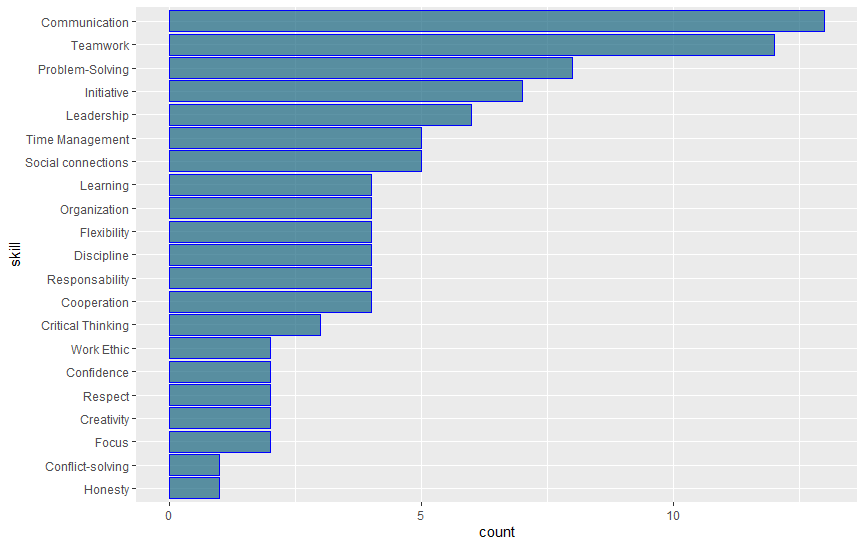 Communication
Teamwork
Problem-Solving
Initiative
Leadership
Time Management
Social connections
Learning
Organization
Flexibility
Discipline
Responsability
Cooperation
Critical Thinking
Work Ethic
Confidence
Respect
Creativity
Focus
Conflict-solving
Honesty
skill
0 5 10
count